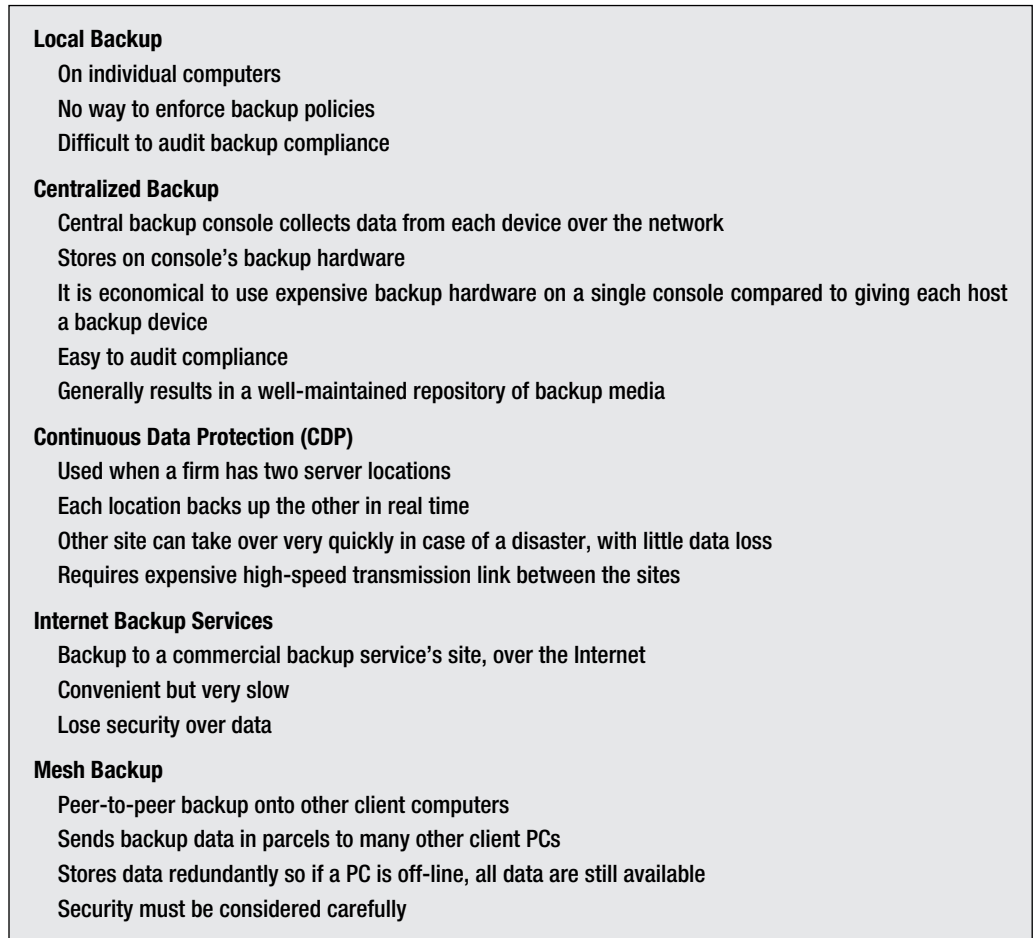 Local Backup
On individual computers
No way to enforce backup policies
Difficult to audit backup compliance
Centralized Backup
Central backup console collects data from each device over the network
Stores on console’s backup hardware
It is economical to use expensive backup hardware on a single console compared to giving each host
a backup device
Easy to audit compliance
Generally results in a well-maintained repository of backup media
Continuous Data Protection (CDP)
Used when a firm has two server locations
Each location backs up the other in real time
Other site can take over very quickly in case of a disaster, with little data loss
Requires expensive high-speed transmission link between the sites
Internet Backup Services
Backup to a commercial backup service’s site, over the Internet
Convenient but very slow
Lose security over data
Mesh Backup
Peer-to-peer backup onto other client computers
Sends backup data in parcels to many other client PCs
Stores data redundantly so if a PC is off-line, all data are still available
Security must be considered carefully